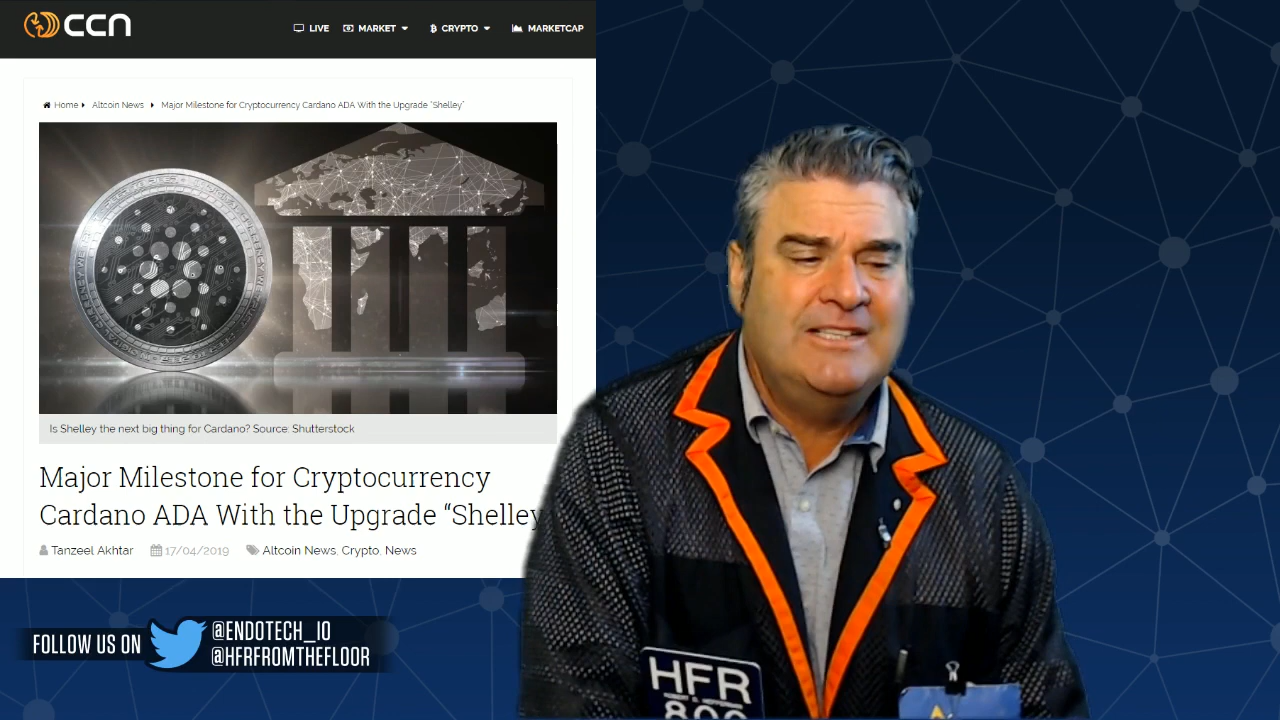 CCN
LIVE MARKET CRYPTO MARKETCAP
Home Altcoin News Major Milestone for Cryptocurrency Cardano ADA With the Upgrade "Shelley"
Is Shelley the next big thing for Cardano? Source: Shutterstock
Major Milestone for Cryptocurrency
Cardano ADA With the Upgrade “Shelley
Tanzeel Akhtar 17/04/2019 Altcoin News, Crypto, News
FOLLOW US ON
@ENDOTECH_IO
@HFRFROMTHEFLOOR
HFR
800